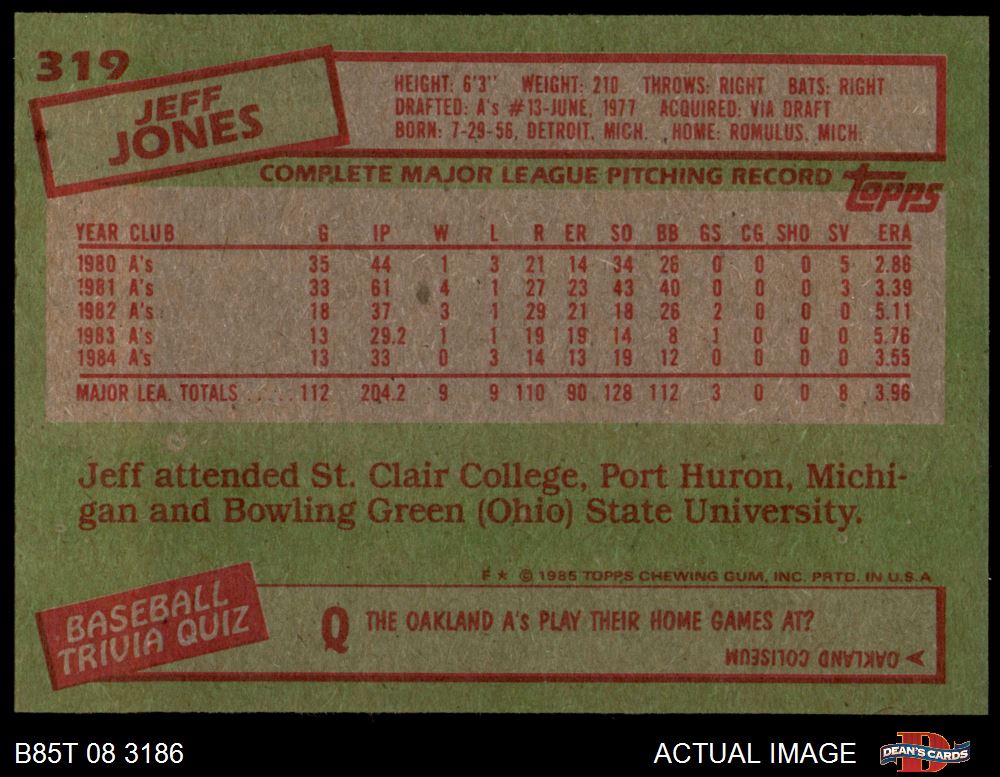 319
JEFF
JONES
HEIGHT: 6'3" WEIGHT: 210 THROWS: RIGHT BATS: RIGHT
DRAFTED: A's #13-JUNE, 1977 ACQUIRED: VIA DRAFT
BORN: 7-29-56, DETROIT, MICH. HOME: ROMULUS, MICH.
COMPLETE MAJOR LEAGUE PITCHING RECORD
topps
YEAR CLUB G IP W L R ER SO BB GS CG SHO SV ERA
1980 A's 35 44 1 3 21 14 34 26 0 0 0 5 2.86
1981 A's 33 61 4 1 27 23 43 40 0 0 0 3 3.39
1982 A's 18 37 3 1 29 21 18 26 2 0 0 0 5.11
1983 A's 13 29.2 1 1 19 19 14 8 1 0 0 0 5.76
1984 A's 13 33 0 3 14 13 19 12 0 0 0 0 3.55
MAJOR LEA. TOTALS ..... 112 204.2 9 9 110 90 128 112 3 0 0 8 3.96
Jeff attended St. Clair College, Port Huron, Michi-
gan and Bowling Green (Ohio) State University.
F* © 1985 TOPPS CHEWING GUM, INC. PRTD. IN U.S.A
BASEBALL
TRIVIA QUIZ
Q THE OAKLAND A's PLAY THEIR HOME GAMES AT?
A OAKLAND COLISEUM
B85T 08 3186
ACTUAL IMAGE
D
DEAN'S CARDS